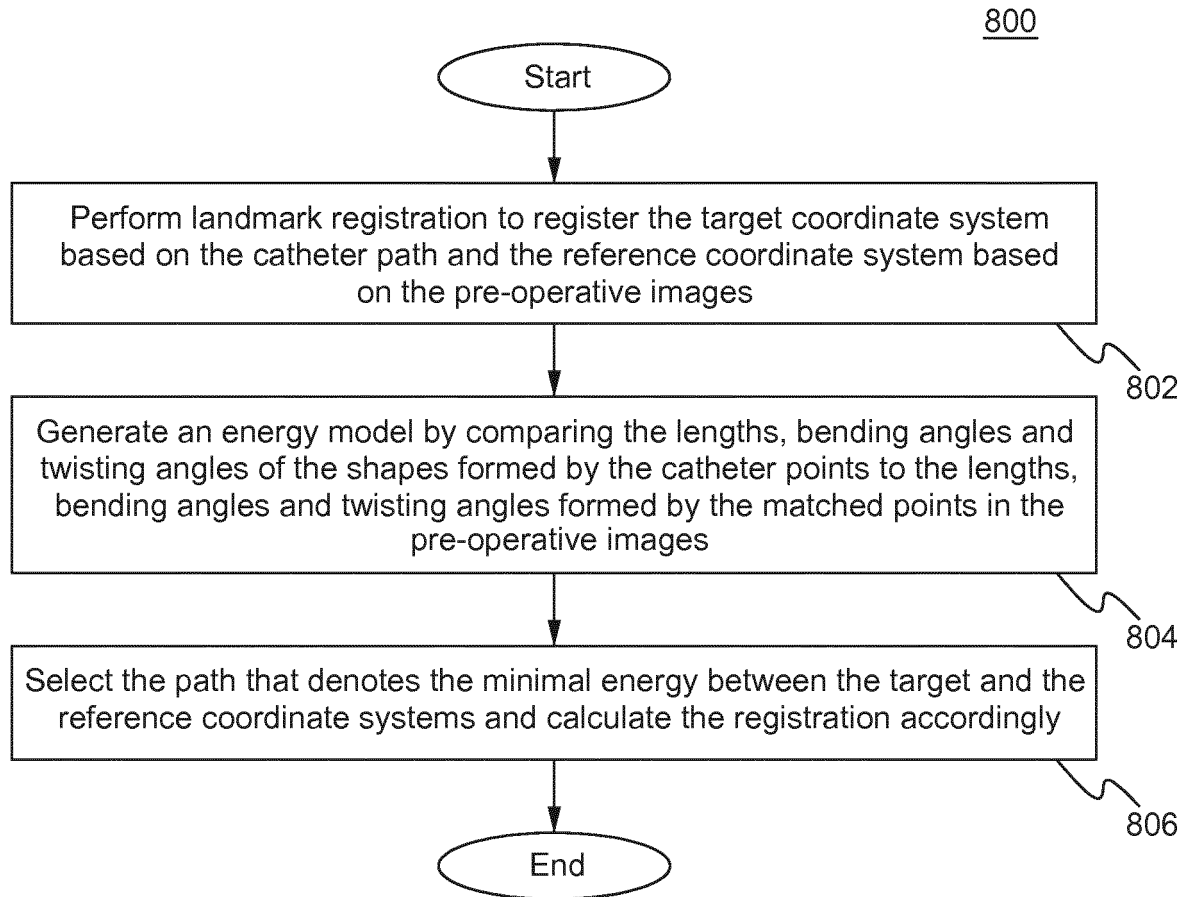 800
Start
Perform landmark registration to register the target coordinate system
based on the catheter path and the reference coordinate system based
on the pre-operative images
802
Generate an energy model by comparing the lengths, bending angles and
twisting angles of the shapes formed by the catheter points to the lengths,
bending angles and twisting angles formed by the matched points in the
pre-operative images
804
Select the path that denotes the minimal energy between the target and the
reference coordinate systems and calculate the registration accordingly
806
End